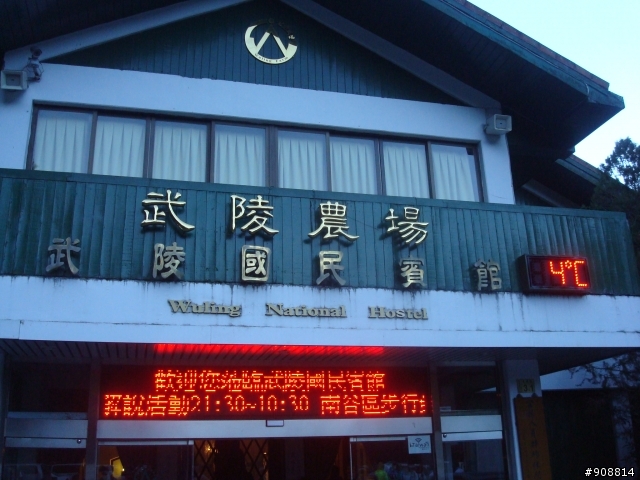 武陵農場
武陵國民賓館
4°C
Wuling National Hostel
歡迎您蒞臨武陵國民賓館
解說活動21:30~10:30 南谷區步行
#908814